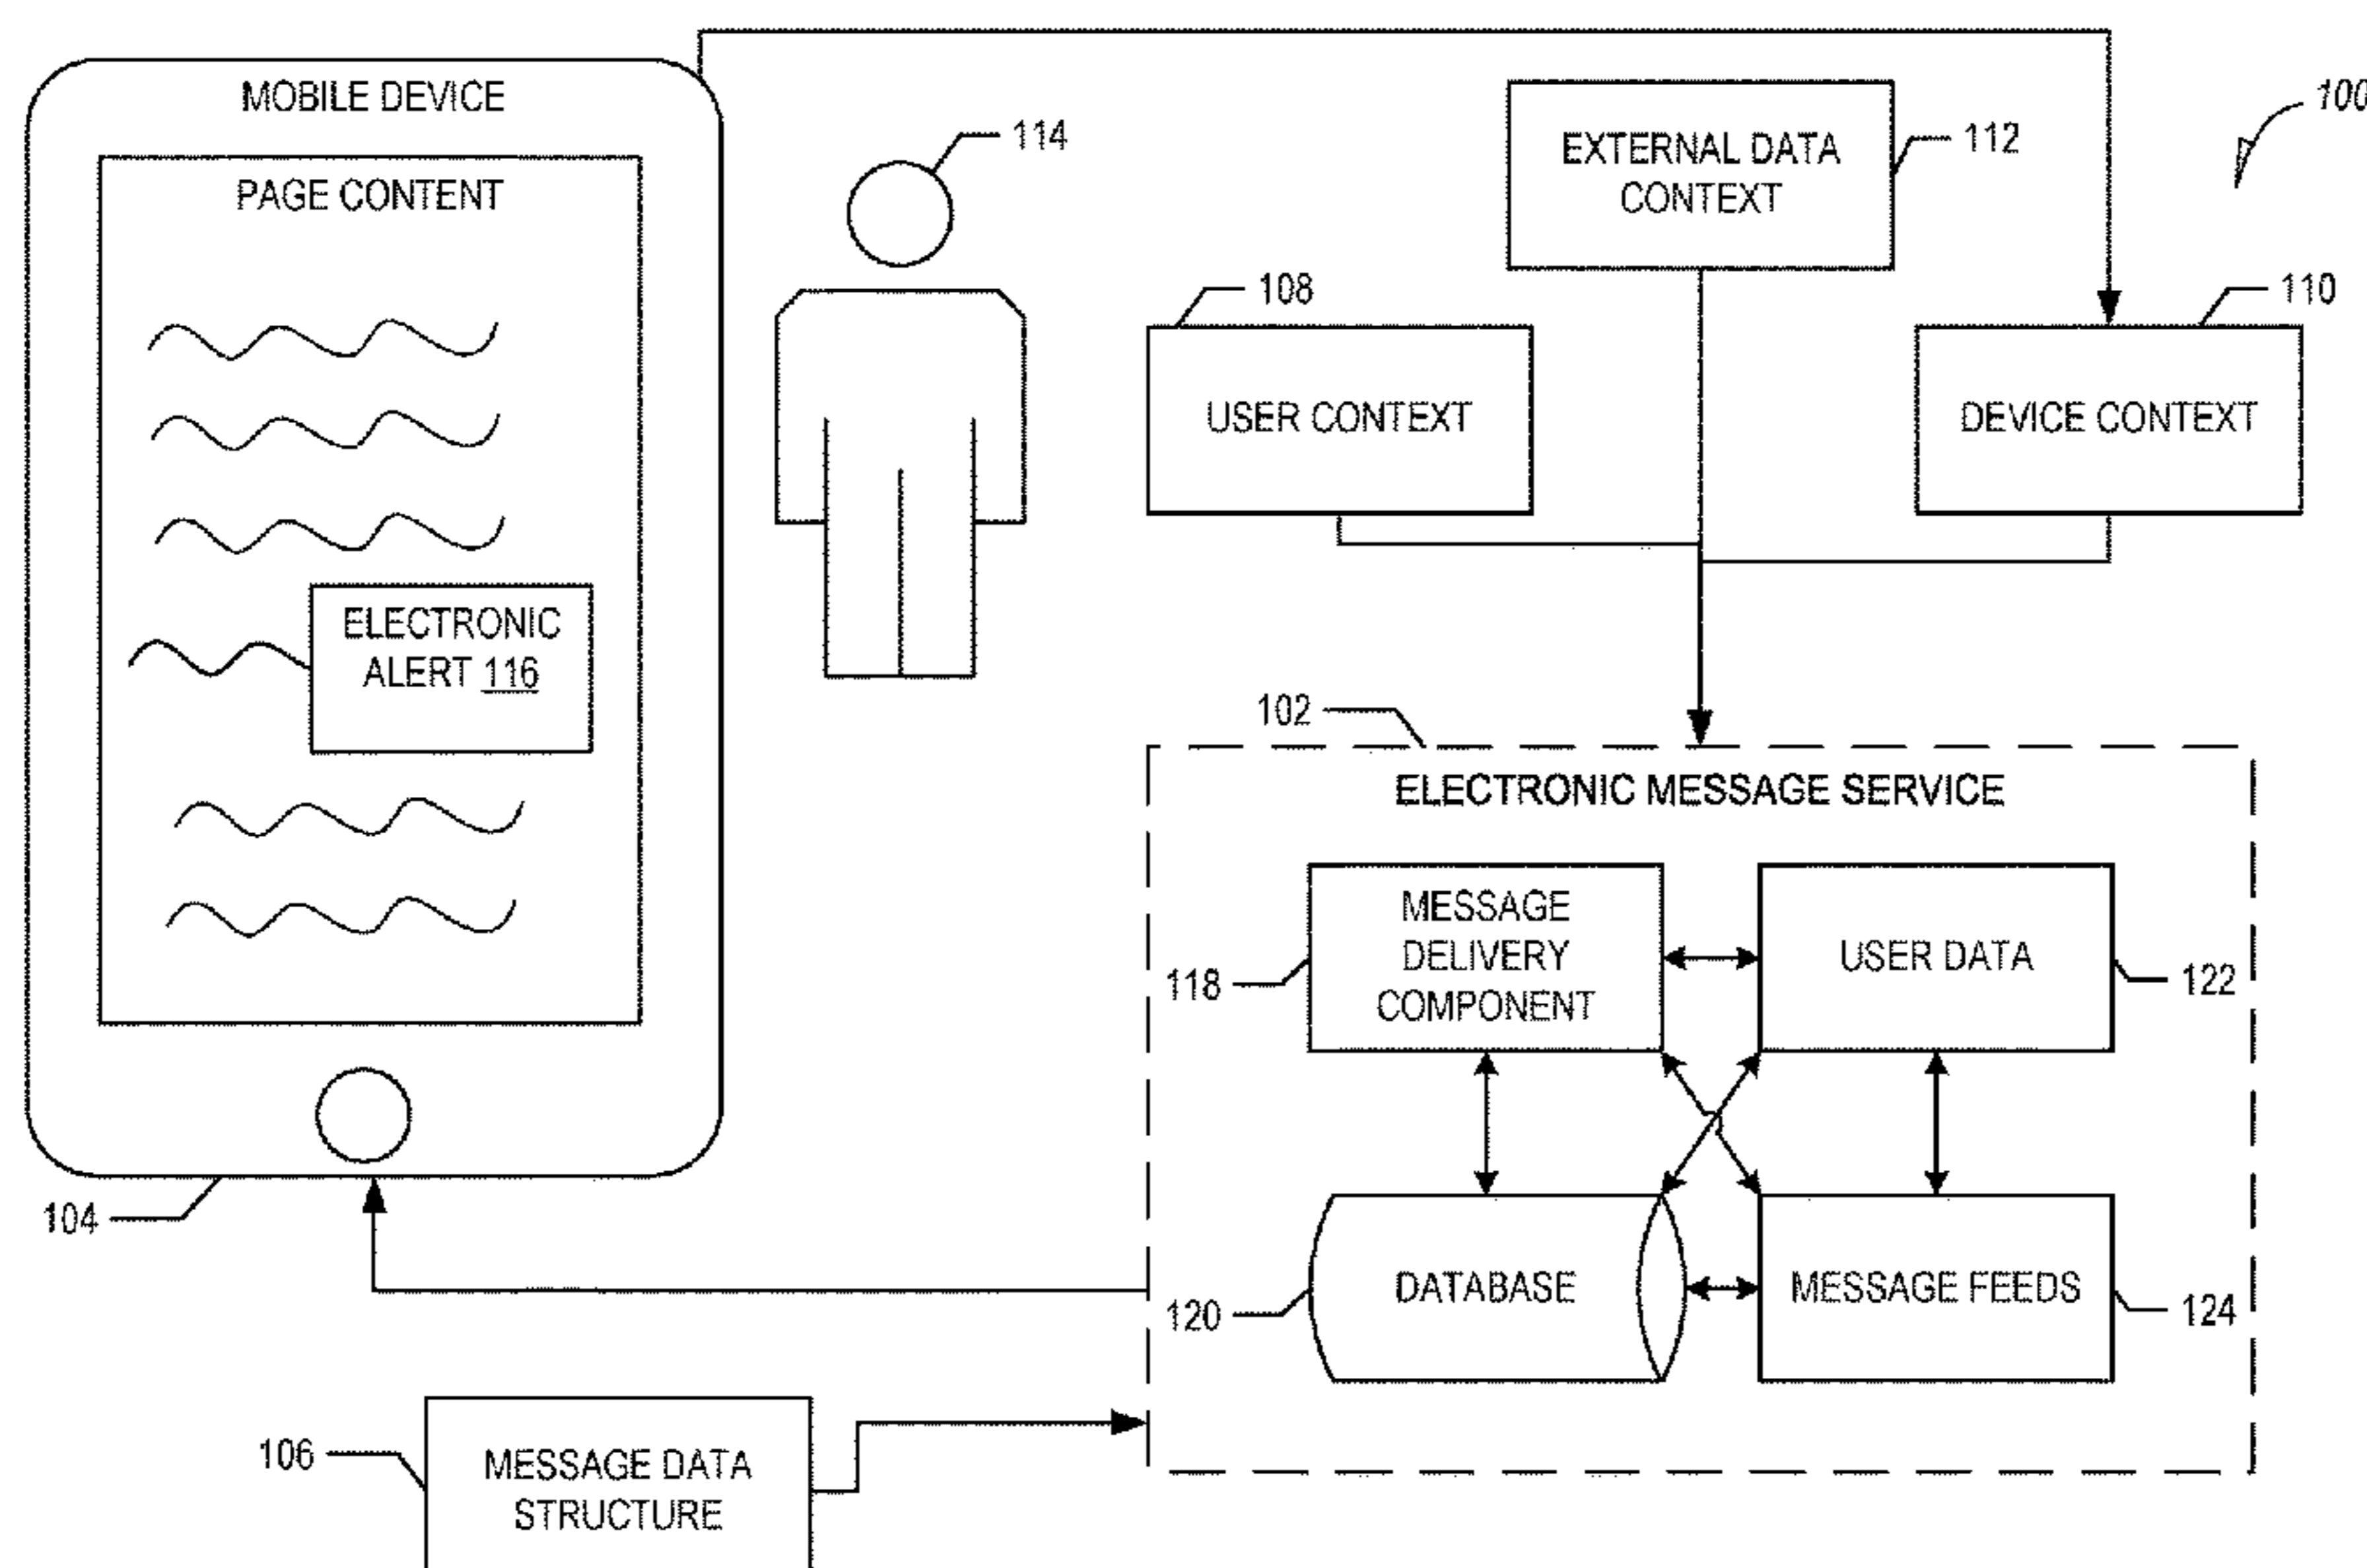 MOBILE DEVICE
PAGE CONTENT
ELECTRONIC
ALERT 116
104
114
EXTERNAL DATA
CONTEXT
112
100
108
USER CONTEXT
110
DEVICE CONTEXT
102
ELECTRONIC MESSAGE SERVICE
MESSAGE
DELIVERY
COMPONENT
118
USER DATA
122
DATABASE
120
MESSAGE FEEDS
124
106
MESSAGE DATA
STRUCTURE